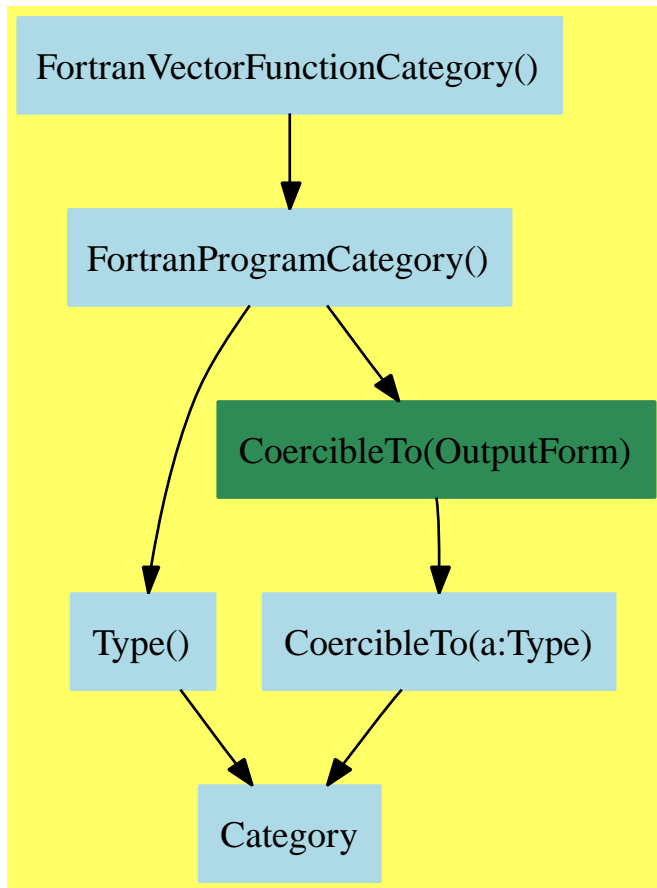 FortranVectorFunctionCategory()
FortranProgramCategory()
CoercibleTo(OutputForm)
Type()
CoercibleTo(a:Type)
Category